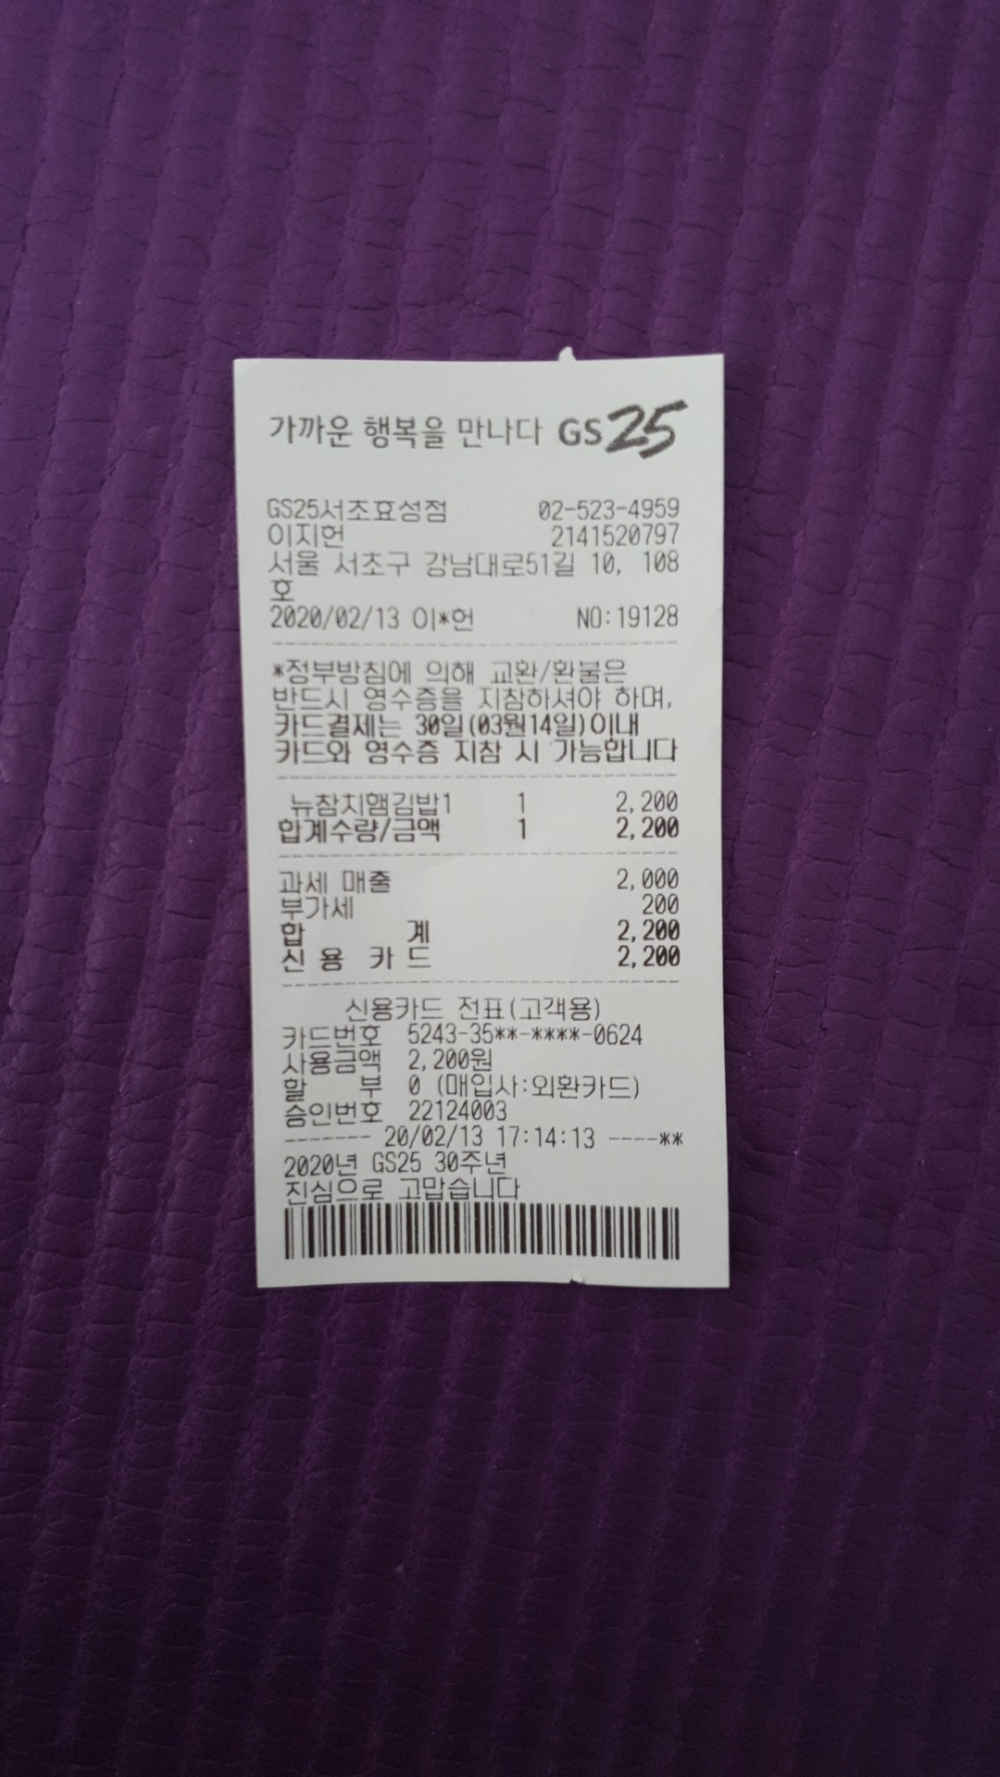 가까운 행복을 만나다 GS25
GS25서초효성점 02-523-4959
이지헌 2141520797
서울 서초구 강남대로51길 10, 108
호
2020/02/13 이*헌 NO:19128
*정부방침에 의해 교환/환불은
반드시 영수증을 지참하셔야 하며,
카드결제는 30일(03월14일)이내
카드와 영수증 지참 시 가능합니다
뉴참치햄김밥1 1 2,200
합계수량/금액 1 2,200
과세 매출 2,000
부가세 200
합 계 2,200
신 용 카 드 2,200
신용카드 전표(고객용)
카드번호 5243-35**-****-0624
사용금액 2,200원
할 부 0 (매입사:외환카드)
승인번호 22124003
------- 20/02/13 17:14:13 ----**
2020년 GS25 30주년
진심으로 고맙습니다